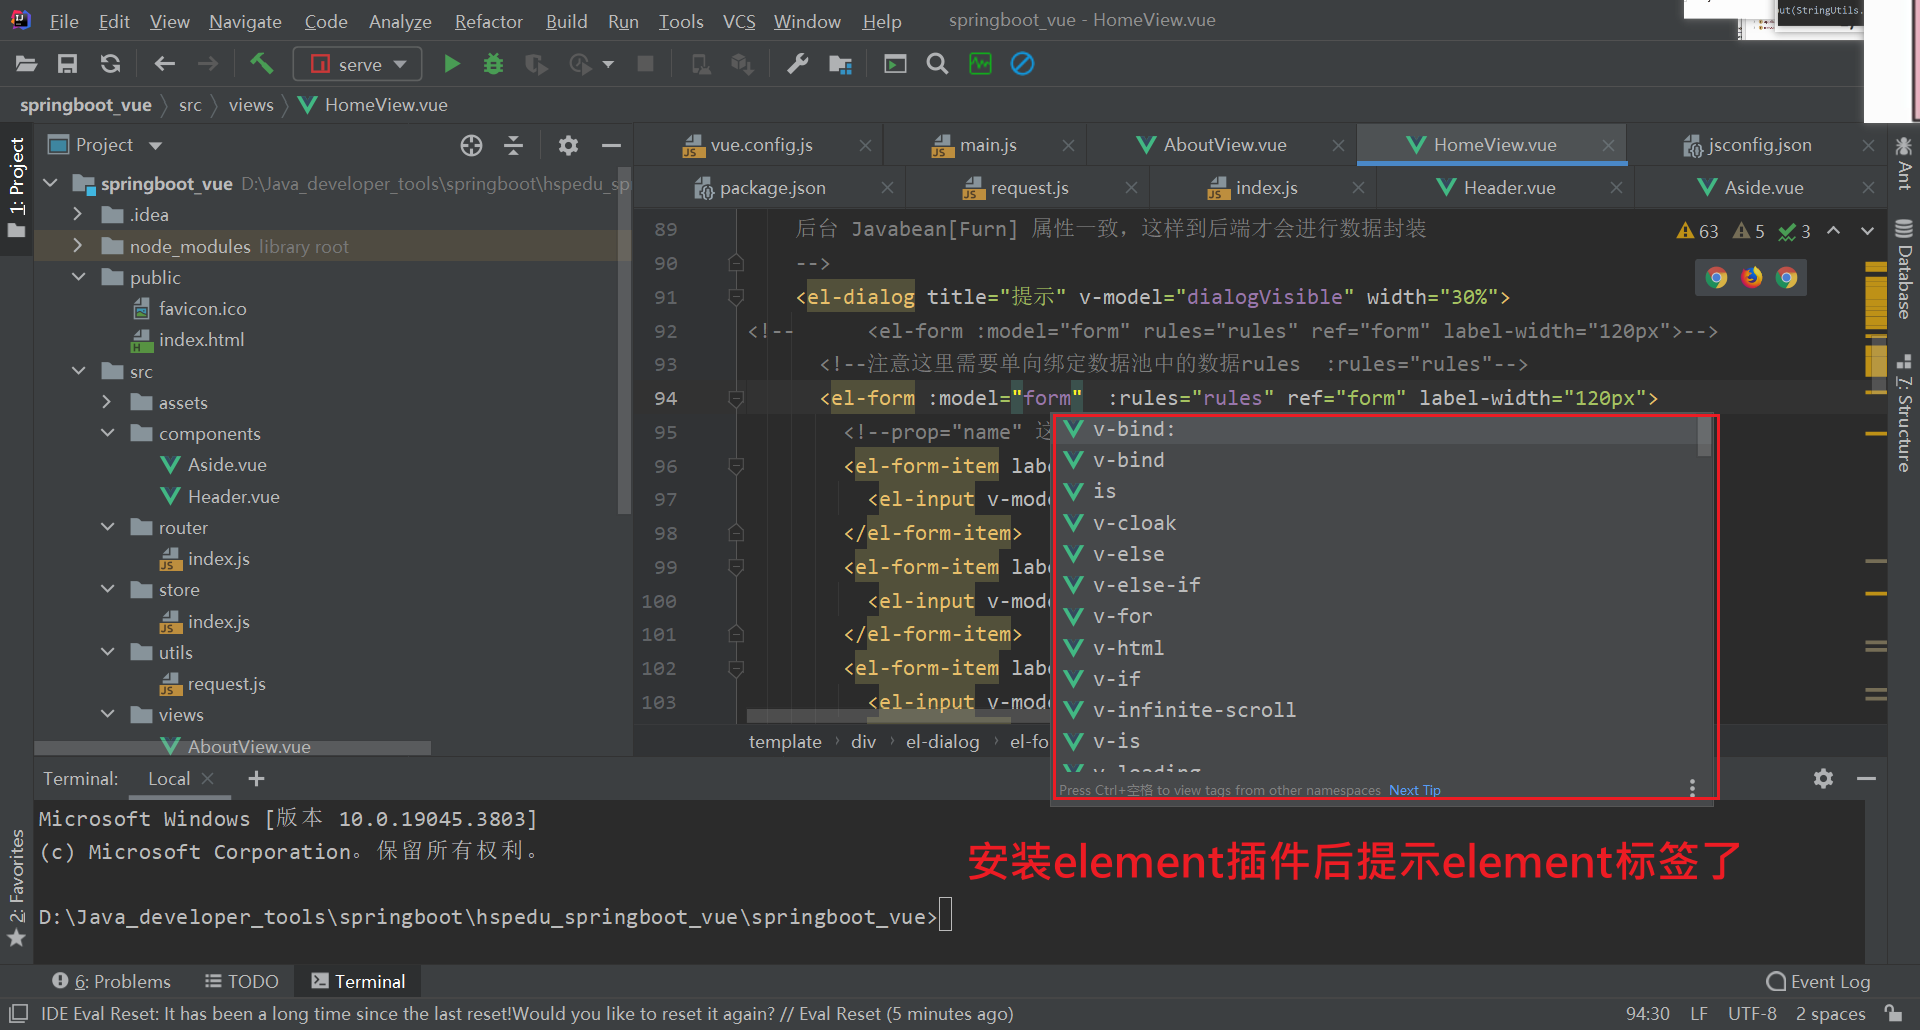 File Edit View Navigate Code Analyze Refactor Build Run Tools VCS Window Help springboot_vue - HomeView.vue
out(StringUtils.
serve
springboot_vue src views HomeView.vue
1: Project
Project
springboot_vue D:\Java_developer_tools\springboot\hspedu_sp
.idea
node_modules library root
public
favicon.ico
index.html
src
assets
components
Aside.vue
Header.vue
router
index.js
store
index.js
utils
request.js
views
AboutView.vue
vue.config.js main.js AboutView.vue HomeView.vue jsconfig.json
package.json request.js index.js Header.vue Aside.vue
63 5 3
89 后台 Javabean[Furn] 属性一致，这样到后端才会进行数据封装
90 -->
91 <el-dialog title="提示" v-model="dialogVisible" width="30%">
92 <!-- <el-form :model="form" rules="rules" ref="form" label-width="120px">-->
93 <!--注意这里需要单向绑定数据池中的数据rules :rules="rules"-->
94 <el-form :model="form" :rules="rules" ref="form" label-width="120px">
95 <!--prop="name" 这
96 <el-form-item labe
97 <el-input v-mode
98 </el-form-item>
99 <el-form-item labe
100 <el-input v-mode
101 </el-form-item>
102 <el-form-item labe
103 <el-input v-mode
v-bind:
v-bind
is
v-cloak
v-else
v-else-if
v-for
v-html
v-if
v-infinite-scroll
v-is
v-loading
Press Ctrl+空格 to view tags from other namespaces Next Tip
template div el-dialog el-fo
Ant
Database
7: Structure
Terminal: Local
Microsoft Windows [版本 10.0.19045.3803]
(c) Microsoft Corporation。保留所有权利。
D:\Java_developer_tools\springboot\hspedu_springboot_vue\springboot_vue>
安装element插件后提示element标签了
2: Favorites
6: Problems TODO Terminal Event Log
IDE Eval Reset: It has been a long time since the last reset!Would you like to reset it again? // Eval Reset (5 minutes ago) 94:30 LF UTF-8 2 spaces